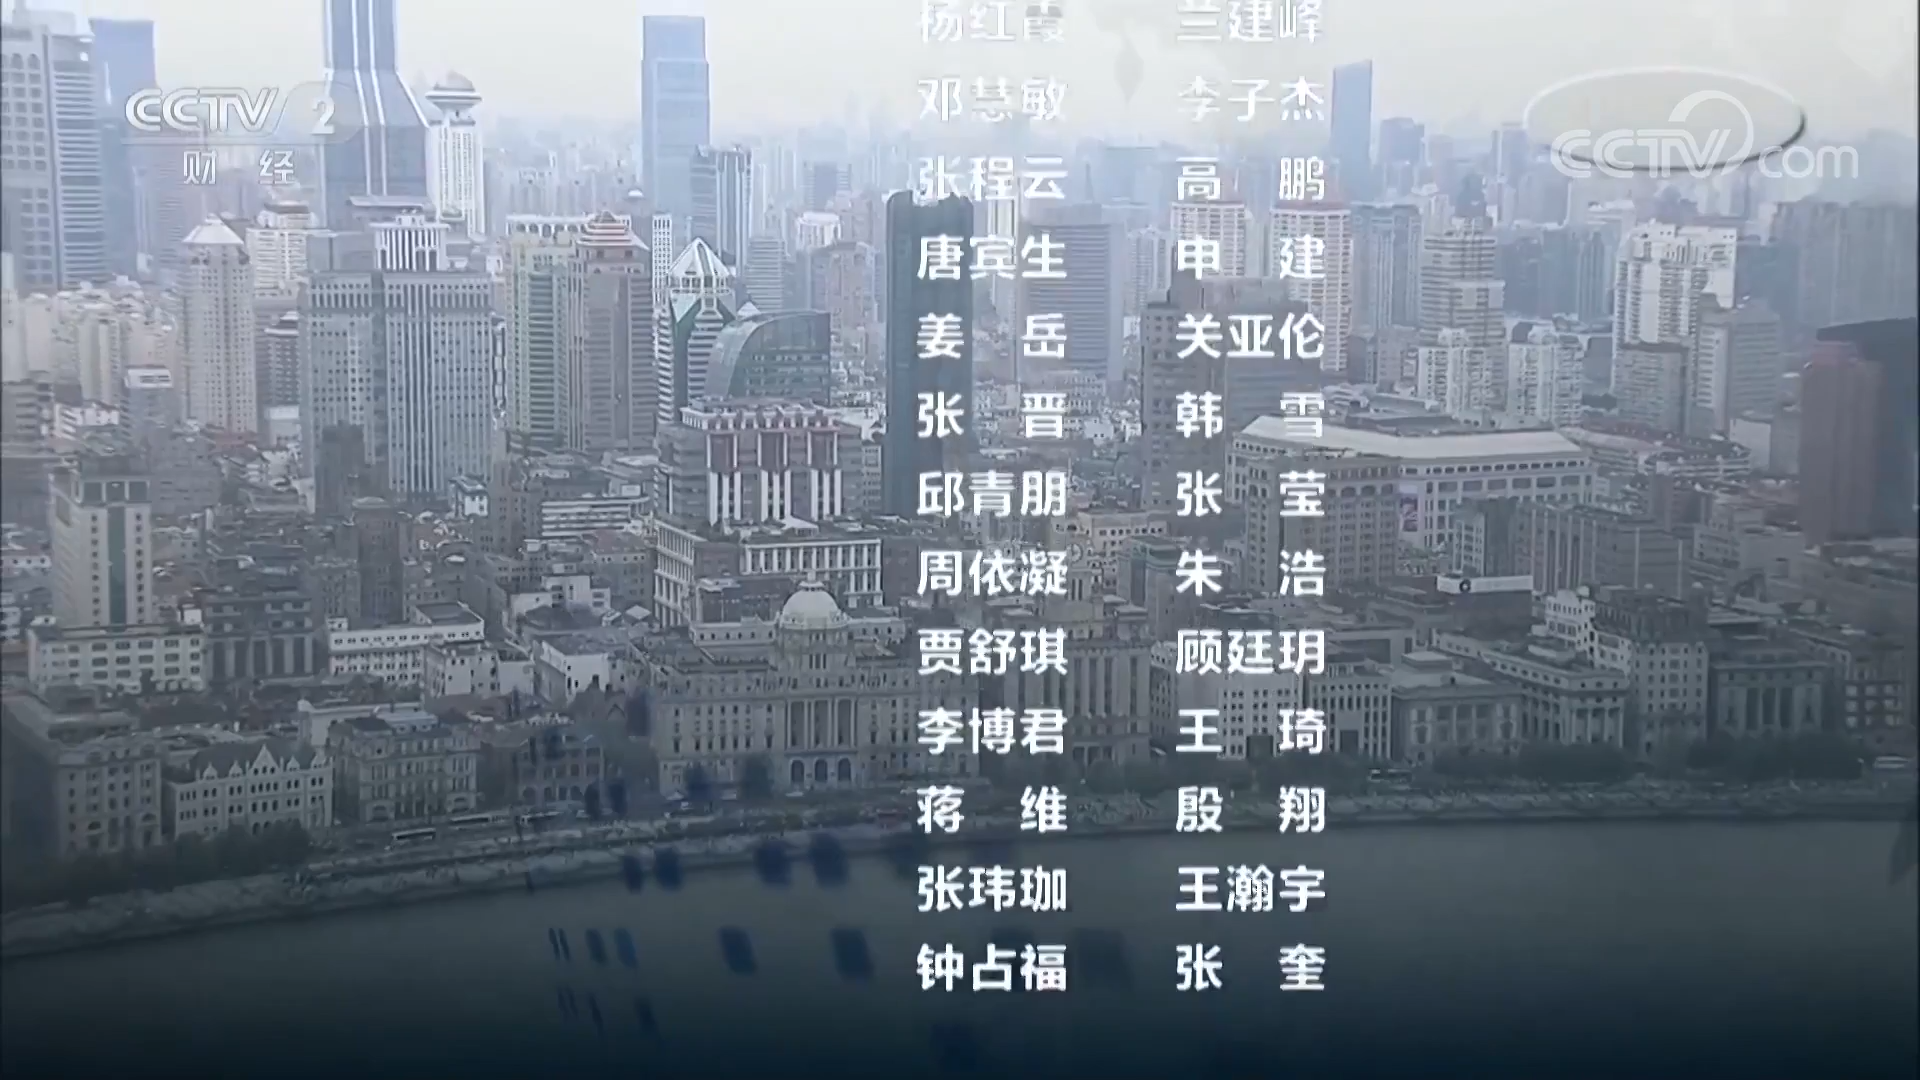 杨红霞 兰建峰
CCTV 2
财 经
CCTV.com
邓慧敏 李子杰
张程云 高 鹏
唐宾生 申 建
姜 岳 关亚伦
张 晋 韩 雪
邱青朋 张 莹
周依凝 朱 浩
贾舒琪 顾廷玥
李博君 王 琦
蒋 维 殷 翔
张玮珈 王瀚宇
钟占福 张 奎